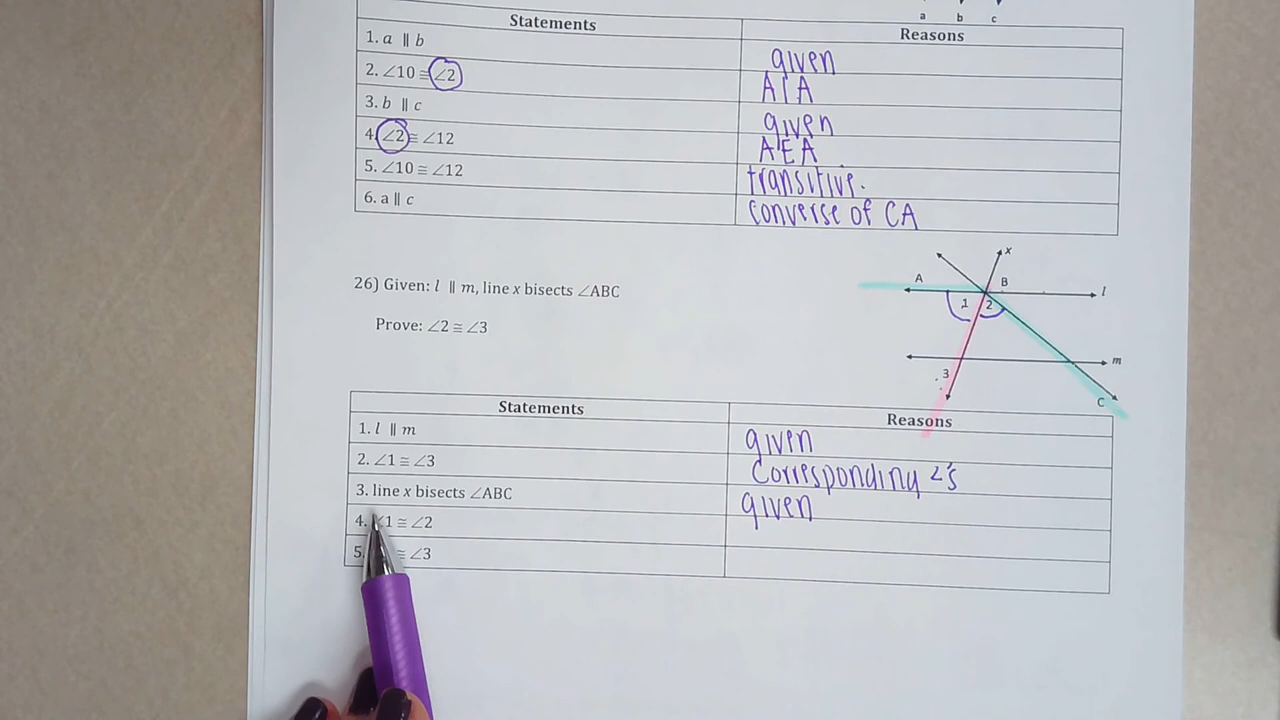 a b c
Statements Reasons
1. a ∥ b given
2. ∠10 ≅ ∠2 AIA
3. b ∥ c given
4. ∠2 ≅ ∠12 AEA
5. ∠10 ≅ ∠12 transitive.
6. a ∥ c converse of CA
26) Given: l ∥ m, line x bisects ∠ABC
Prove: ∠2 ≅ ∠3
x
A B l
1 2
m
3
C
Statements Reasons
1. l ∥ m given
2. ∠1 ≅ ∠3 Corresponding ∠'s
3. line x bisects ∠ABC given
4. ∠1 ≅ ∠2
5. ≅ ∠3